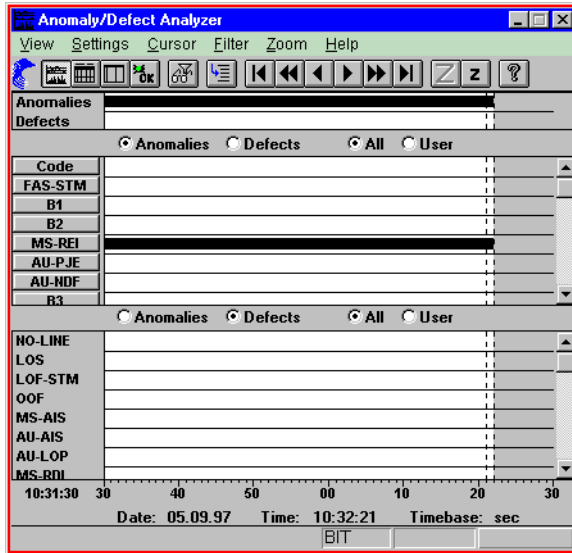 Anomaly/Defect Analyzer
View Settings Cursor Filter Zoom Help
OK Z z ?
Anomalies
Defects
Anomalies Defects All User
Code
FAS-STM
B1
B2
MS-REI
AU-PJE
AU-NDF
B3
Anomalies Defects All User
NO-LINE
LOS
LOF-STM
OOF
MS-AIS
AU-AIS
AU-LOP
MS-RDI
10:31:30 30 40 50 00 10 20 30
Date: 05.09.97 Time: 10:32:21 Timebase: sec
BIT